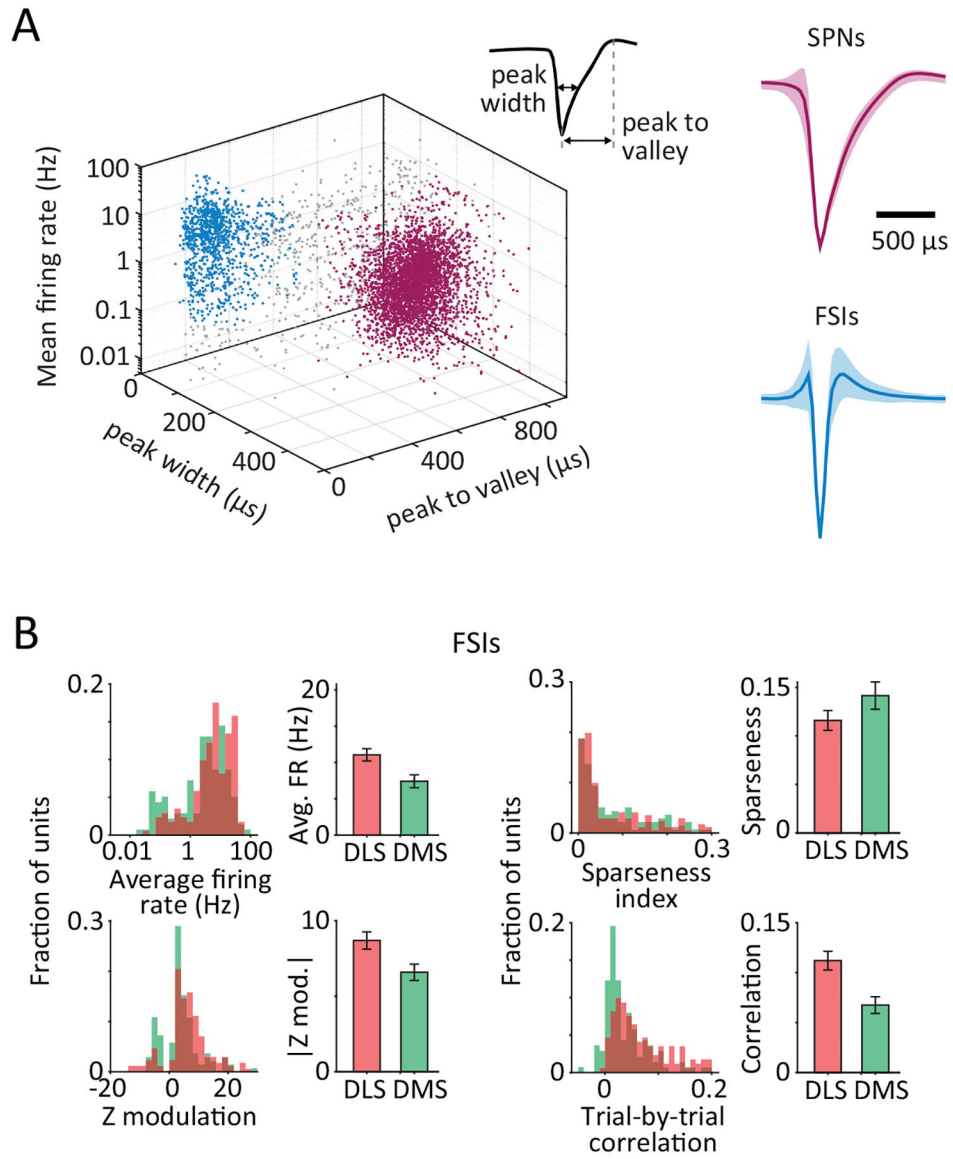 A
peak
width
peak to
valley
SPNs
500 µs
FSIs
Mean firing rate (Hz)
100
10
1
0.1
0.01
0
200
400
peak width (µs)
0
400
800
peak to valley (µs)
B
FSIs
Fraction of units
0.2
0
0.01
1
100
Average firing
rate (Hz)
Avg. FR (Hz)
20
0
DLS
DMS
0.3
0
-20
0
20
Z modulation
|Z mod.|
10
0
DLS
DMS
Fraction of units
0.3
0
0
0.3
Sparseness
index
Sparseness
0.15
0
DLS
DMS
0.2
0
0
0.2
Trial-by-trial
correlation
Correlation
0.15
0
DLS
DMS